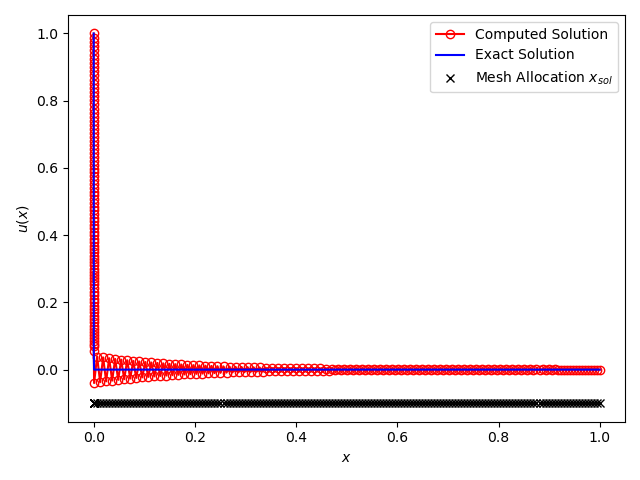 Computed Solution
Exact Solution
Mesh Allocation x_sol
1.0
0.8
0.6
0.4
0.2
0.0
u(x)
0.0 0.2 0.4 0.6 0.8 1.0
x